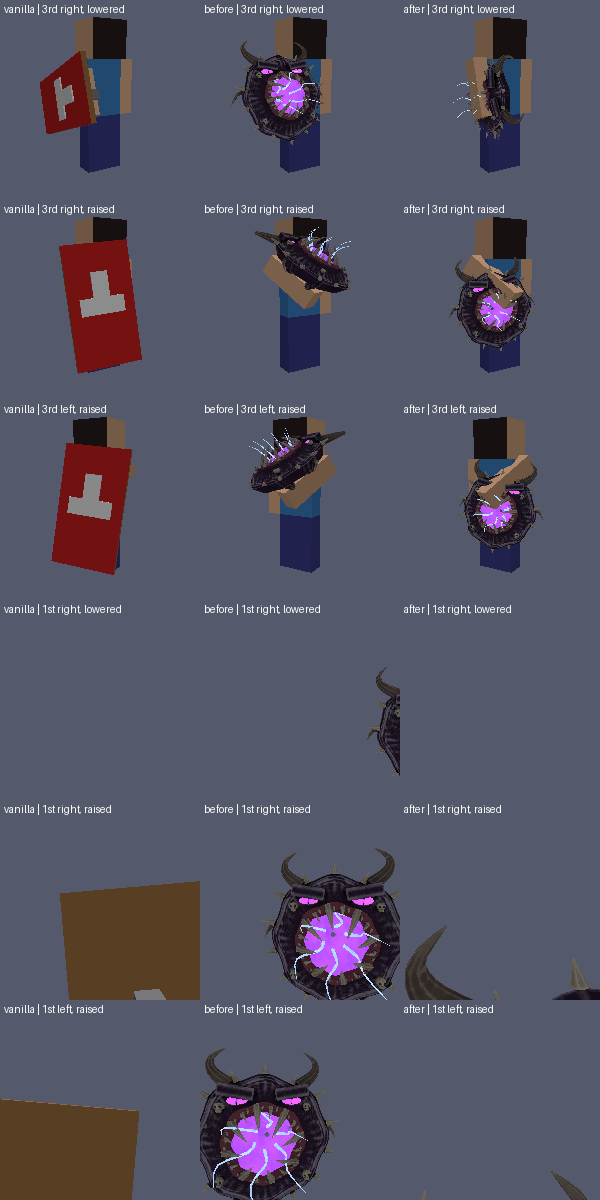 vanilla | 3rd right, lowered
before | 3rd right, lowered
after | 3rd right, lowered
vanilla | 3rd right, raised
before | 3rd right, raised
after | 3rd right, raised
vanilla | 3rd left, raised
before | 3rd left, raised
after | 3rd left, raised
vanilla | 1st right, lowered
before | 1st right, lowered
after | 1st right, lowered
vanilla | 1st right, raised
before | 1st right, raised
after | 1st right, raised
vanilla | 1st left, raised
before | 1st left, raised
after | 1st left, raised